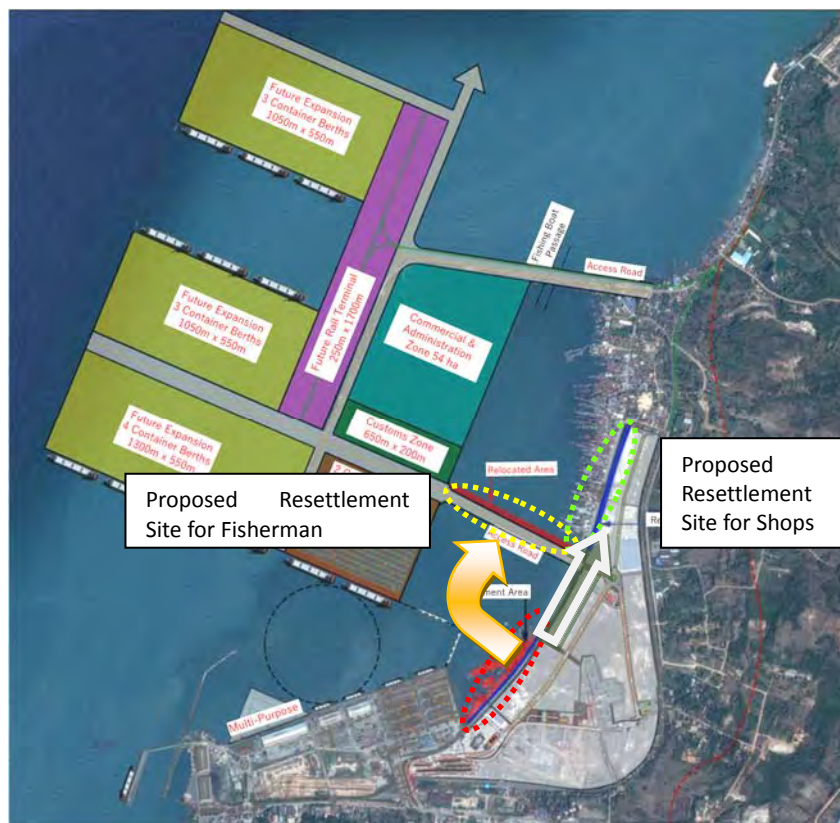 Future Expansion
3 Container Berths
1050m x 550m
Fishing Boat
Passage
Access Road
Future Expansion
3 Container Berths
1050m x 550m
Future Rail Terminal
250m x 1700m
Commercial &
Administration
Zone 54 ha
Future Expansion
4 Container Berths
1300m x 550m
Customs Zone
650m x 200m
Relocated Area
Proposed Resettlement
Site for Fisherman
Proposed
Resettlement
Site for Shops
Access Road
Area
Multi-Purpose